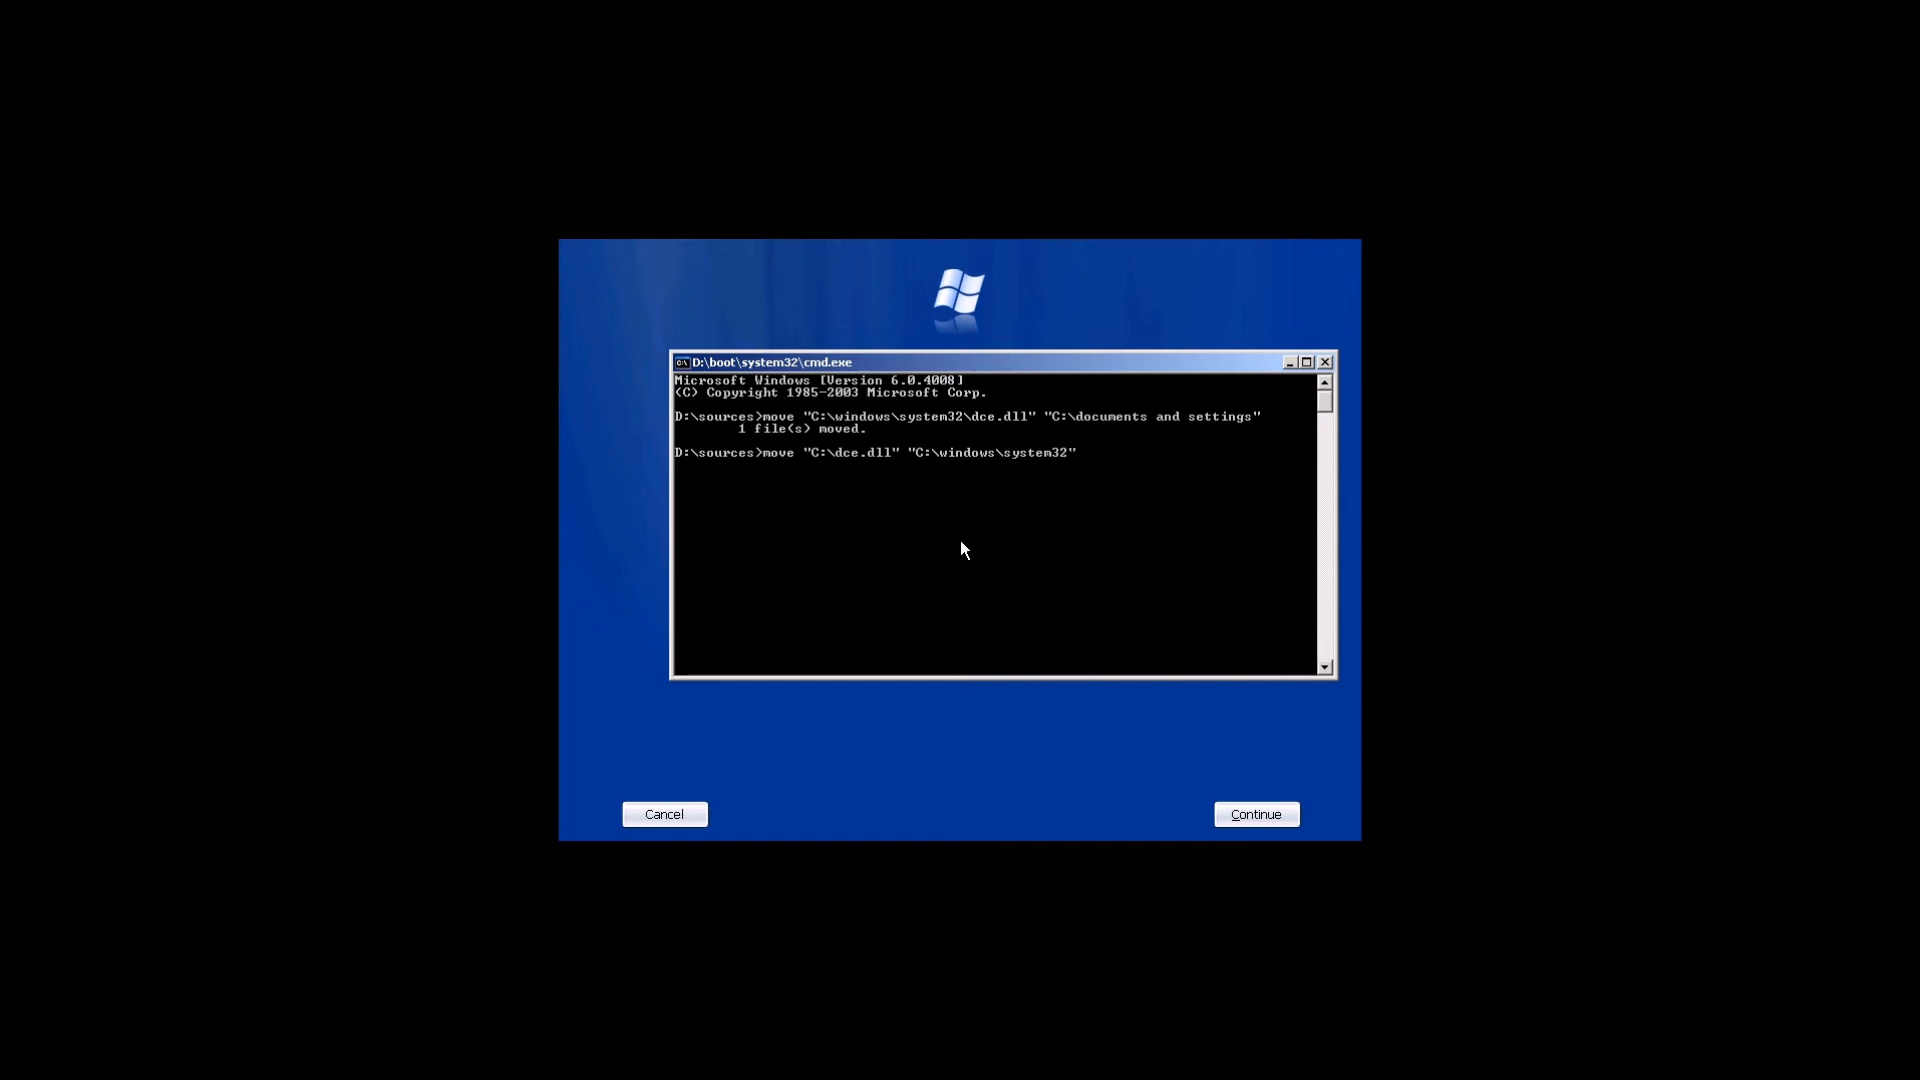 D:\boot\system32\cmd.exe
Microsoft Windows [Version 6.0.4008]
(C) Copyright 1985-2003 Microsoft Corp.
D:\sources>move "C:\windows\system32\dce.dll" "C:\documents and settings"
1 file(s) moved.
D:\sources>move "C:\dce.dll" "C:\windows\system32"
Cancel
Continue